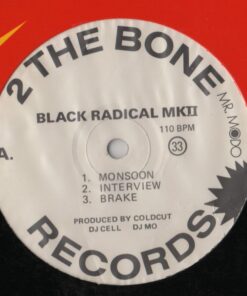 2 THE BONE
MR. MODO
BLACK RADICAL MKII
110 BPM
33
A.
1. MONSOON
2. INTERVIEW
3. BRAKE
PRODUCED BY COLDCUT
DJ CELL DJ MO
RECORDS